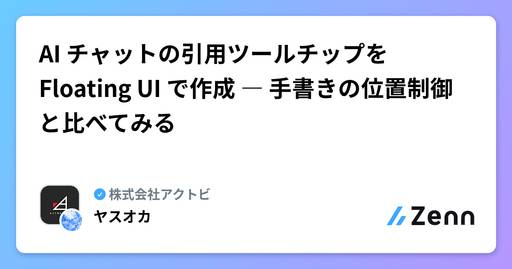 AI チャットの引用ツールチップを
Floating UI で作成 ― 手書きの位置制御
と比べてみる
株式会社アクトビ
ヤスオカ
Zenn